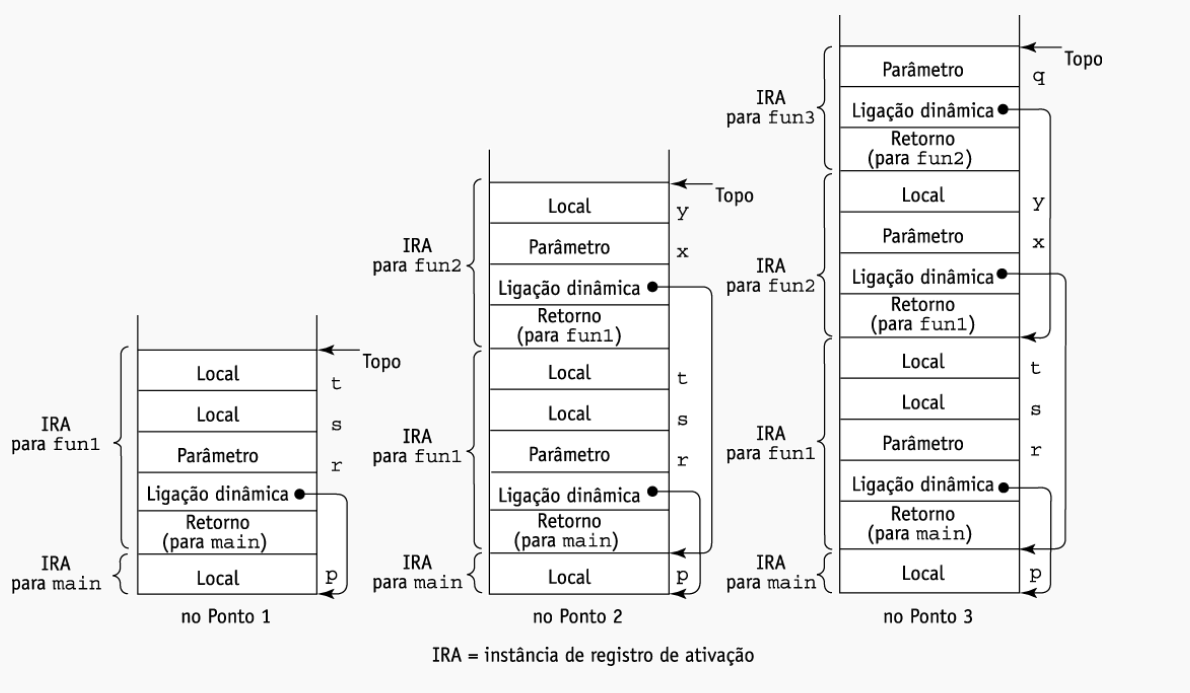 Topo
t
Local
s
Local
IRA
para fun1
r
Parâmetro
Ligação dinâmica
Retorno
(para main)
IRA
para main
Local
p
no Ponto 1
Topo
y
Local
IRA
para fun2
x
Parâmetro
Ligação dinâmica
Retorno
(para fun1)
t
Local
s
Local
IRA
para fun1
r
Parâmetro
Ligação dinâmica
Retorno
(para main)
IRA
para main
Local
p
no Ponto 2
Topo
q
Parâmetro
IRA
para fun3
Ligação dinâmica
Retorno
(para fun2)
y
Local
IRA
para fun2
x
Parâmetro
Ligação dinâmica
Retorno
(para fun1)
t
Local
s
Local
IRA
para fun1
r
Parâmetro
Ligação dinâmica
Retorno
(para main)
IRA
para main
Local
p
no Ponto 3
IRA = instância de registro de ativação